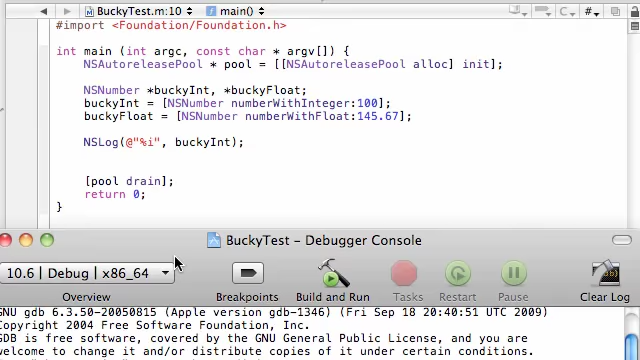 BuckyTest.m:10 main()
#import <Foundation/Foundation.h>
int main (int argc, const char * argv[]) {
NSAutoreleasePool * pool = [[NSAutoreleasePool alloc] init];
NSNumber *buckyInt, *buckyFloat;
buckyInt = [NSNumber numberWithInteger:100];
buckyFloat = [NSNumber numberWithFloat:145.67];
NSLog(@"%i", buckyInt);
[pool drain];
return 0;
}
BuckyTest - Debugger Console
10.6 | Debug | x86_64
Overview Breakpoints Build and Run Tasks Restart Pause Clear Log
GNU gdb 6.3.50-20050815 (Apple version gdb-1346) (Fri Sep 18 20:40:51 UTC 2009)
Copyright 2004 Free Software Foundation, Inc.
GDB is free software, covered by the GNU General Public License, and you are
welcome to change it and/or distribute copies of it under certain conditions.